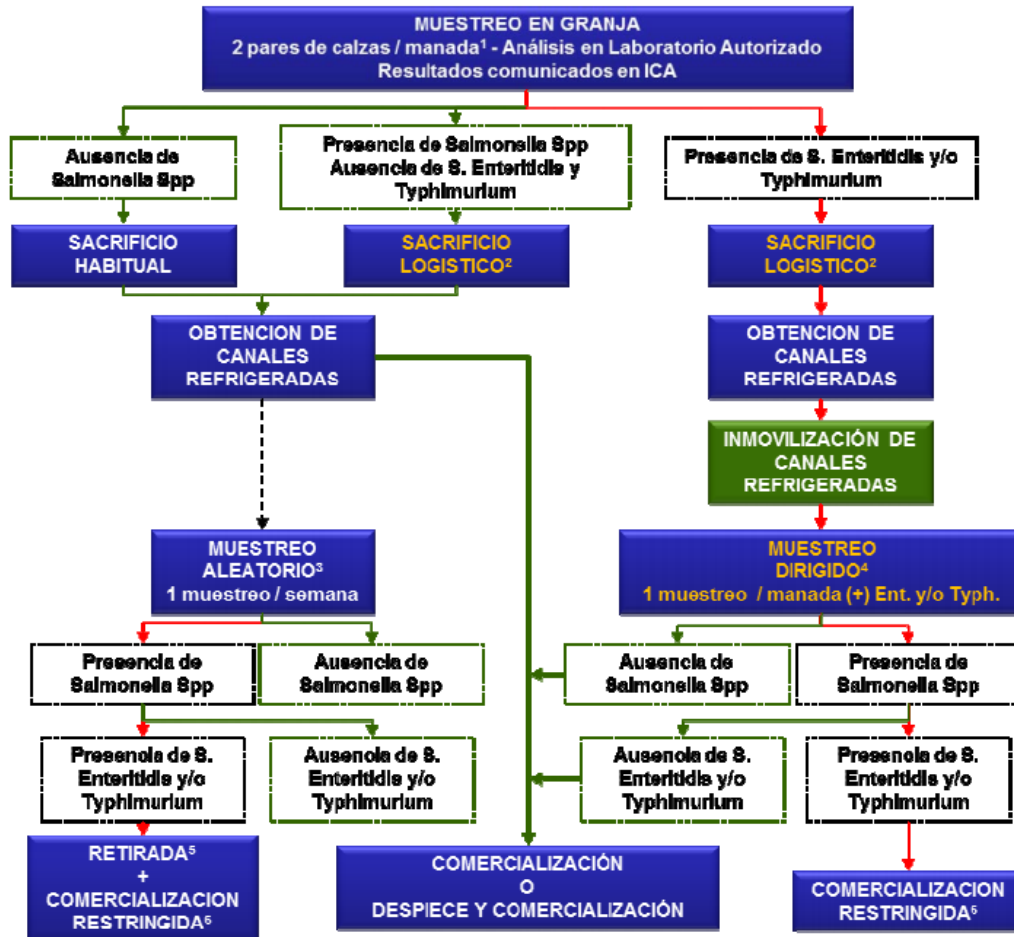 MUESTREO EN GRANJA
2 pares de calzas / manada¹ - Análisis en Laboratorio Autorizado
Resultados comunicados en ICA
Ausencia de
Salmonella Spp
Presencia de Salmonella Spp
Ausencia de S. Enteritidis y
Typhimurium
Presencia de S. Enteritidis y/o
Typhimurium
SACRIFICIO
HABITUAL
SACRIFICIO
LOGISTICO²
SACRIFICIO
LOGISTICO²
OBTENCION DE
CANALES
REFRIGERADAS
OBTENCION DE
CANALES
REFRIGERADAS
INMOVILIZACIÓN DE
CANALES
REFRIGERADAS
MUESTREO
ALEATORIO³
1 muestreo / semana
MUESTREO
DIRIGIDO⁴
1 muestreo / manada (+) Ent. y/o Typh.
Presencia de
Salmonella Spp
Ausencia de
Salmonella Spp
Ausencia de
Salmonella Spp
Presencia de
Salmonella Spp
Presencia de S.
Enteritidis y/o
Typhimurium
Ausencia de S.
Enteritidis y/o
Typhimurium
Ausencia de S.
Enteritidis y/o
Typhimurium
Presencia de S.
Enteritidis y/o
Typhimurium
RETIRADA⁵
+
COMERCIALIZACION
RESTRINGIDA⁶
COMERCIALIZACIÓN
O
DESPIECE Y COMERCIALIZACIÓN
COMERCIALIZACION
RESTRINGIDA⁶